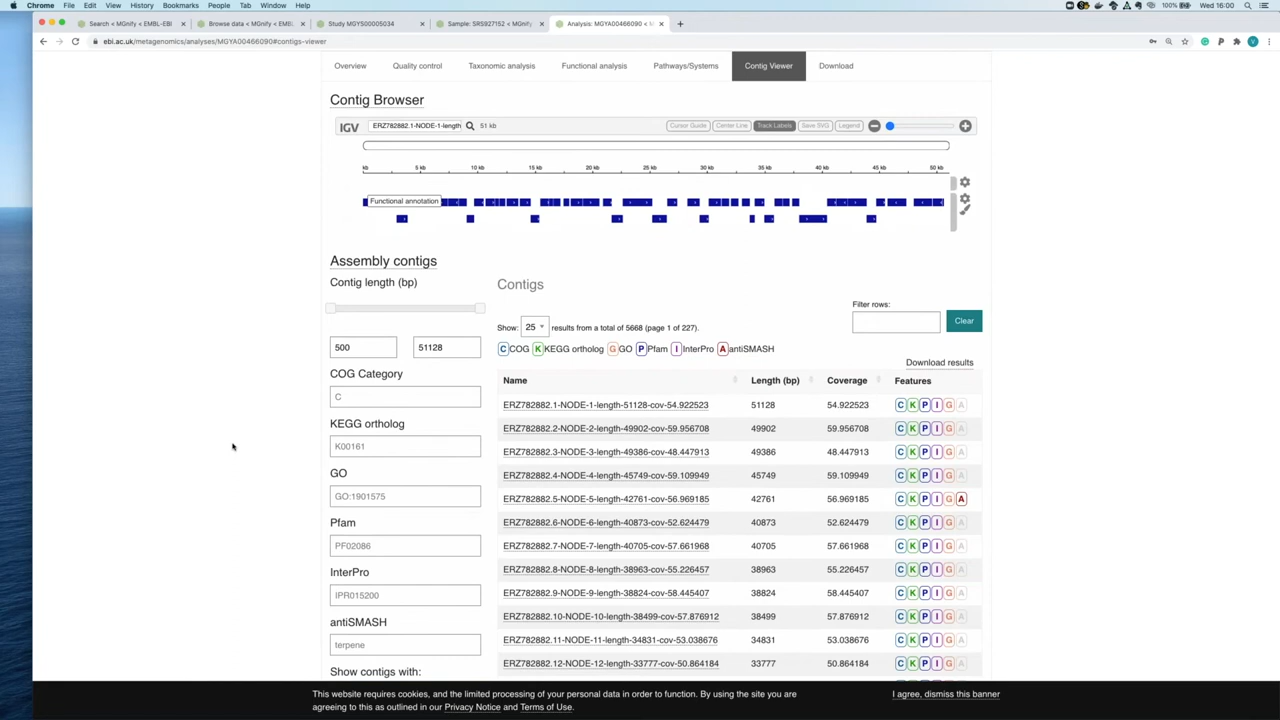 Chrome File Edit View History Bookmarks People Tab Window Help 100% Wed 16:00
Search < MGnify < EMBL-EBI Browse data < MGnify < EMBL Study MGYS00005034 Sample: SRS927152 < MGnify Analysis: MGYA00466090 < M
ebi.ac.uk/metagenomics/analyses/MGYA00466090#contigs-viewer
Overview Quality control Taxonomic analysis Functional analysis Pathways/Systems Contig Viewer Download
Contig Browser
IGV ERZ782882.1-NODE-1-length 51 kb Cursor Guide Center Line Track Labels Save SVG Legend
kb 5 kb 10 kb 15 kb 20 kb 25 kb 30 kb 35 kb 40 kb 45 kb 50 kb
Functional annotation
Assembly contigs
Contig length (bp)
500 51128
COG Category
C
KEGG ortholog
K00161
GO
GO:1901575
Pfam
PF02086
InterPro
IPR015200
antiSMASH
terpene
Show contigs with:
Contigs
Filter rows:
Clear
Show: 25 results from a total of 5668 (page 1 of 227).
C COG K KEGG ortholog G GO P Pfam I InterPro A antiSMASH
Download results
Name Length (bp) Coverage Features
ERZ782882.1-NODE-1-length-51128-cov-54.922523 51128 54.922523 C K P I G A
ERZ782882.2-NODE-2-length-49902-cov-59.956708 49902 59.956708 C K P I G A
ERZ782882.3-NODE-3-length-49386-cov-48.447913 49386 48.447913 C K P I G A
ERZ782882.4-NODE-4-length-45749-cov-59.109949 45749 59.109949 C K P I G A
ERZ782882.5-NODE-5-length-42761-cov-56.969185 42761 56.969185 C K P I G A
ERZ782882.6-NODE-6-length-40873-cov-52.624479 40873 52.624479 C K P I G A
ERZ782882.7-NODE-7-length-40705-cov-57.661968 40705 57.661968 C K P I G A
ERZ782882.8-NODE-8-length-38963-cov-55.226457 38963 55.226457 C K P I G A
ERZ782882.9-NODE-9-length-38824-cov-58.445407 38824 58.445407 C K P I G A
ERZ782882.10-NODE-10-length-38499-cov-57.876912 38499 57.876912 C K P I G A
ERZ782882.11-NODE-11-length-34831-cov-53.038676 34831 53.038676 C K P I G A
ERZ782882.12-NODE-12-length-33777-cov-50.864184 33777 50.864184 C K P I G A
This website requires cookies, and the limited processing of your personal data in order to function. By using the site you are
agreeing to this as outlined in our Privacy Notice and Terms of Use.
I agree, dismiss this banner